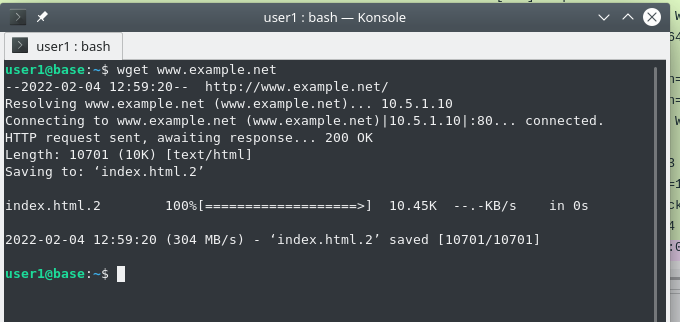 user1 : bash — Konsole
user1 : bash
user1@base:~$ wget www.example.net
--2022-02-04 12:59:20--  http://www.example.net/
Resolving www.example.net (www.example.net)... 10.5.1.10
Connecting to www.example.net (www.example.net)|10.5.1.10|:80... connected.
HTTP request sent, awaiting response... 200 OK
Length: 10701 (10K) [text/html]
Saving to: ‘index.html.2’
index.html.2        100%[===================>]  10.45K  --.-KB/s    in 0s
2022-02-04 12:59:20 (304 MB/s) - ‘index.html.2’ saved [10701/10701]
user1@base:~$